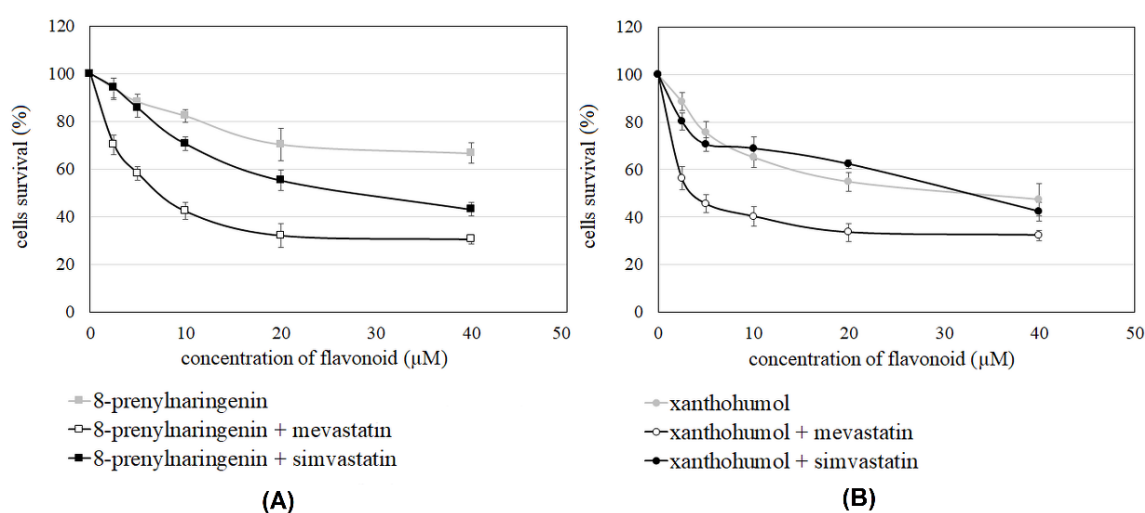 120
100
80
60
40
20
0
cells survival (%)
0 10 20 30 40 50
concentration of flavonoid (µM)
8-prenylnaringenin
8-prenylnaringenin + mevastatin
8-prenylnaringenin + simvastatin
(A)
120
100
80
60
40
20
0
cells survival (%)
0 10 20 30 40 50
concentration of flavonoid (µM)
xanthohumol
xanthohumol + mevastatin
xanthohumol + simvastatin
(B)